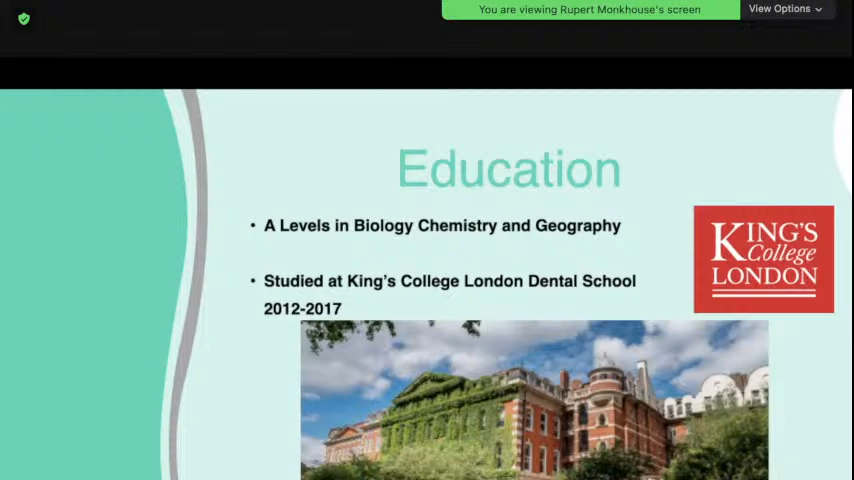 You are viewing Rupert Monkhouse's screen
View Options
Education
• A Levels in Biology Chemistry and Geography
• Studied at King's College London Dental School
2012-2017
KING'S
College
LONDON